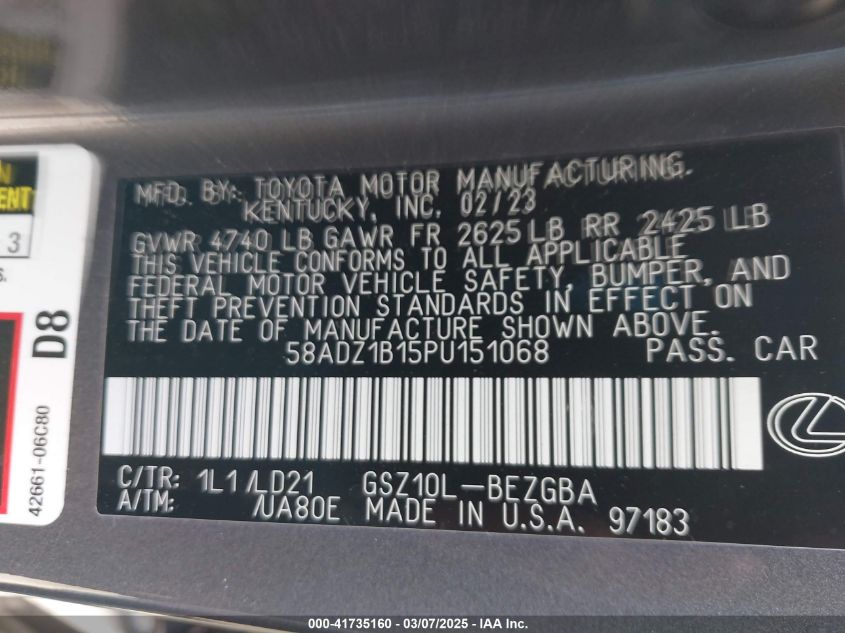 ENT
3
s.
D8
42661-06C80
MFD. BY: TOYOTA MOTOR MANUFACTURING.
KENTUCKY, INC. 02/23
GVWR 4740 LB GAWR FR 2625 LB RR 2425 LB
THIS VEHICLE CONFORMS TO ALL APPLICABLE
FEDERAL MOTOR VEHICLE SAFETY, BUMPER, AND
THEFT PREVENTION STANDARDS IN EFFECT ON
THE DATE OF MANUFACTURE SHOWN ABOVE.
58ADZ1B15PU151068 PASS. CAR
C/TR: 1L1/LD21 GSZ10L-BEZGBA
A/TM: /UA80E MADE IN U.S.A. 97183
000-41735160 - 03/07/2025 - IAA Inc.